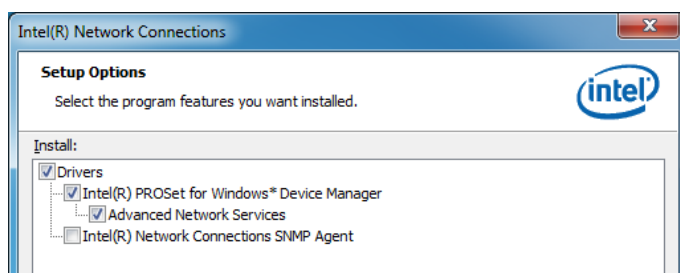 Intel(R) Network Connections
Setup Options
Select the program features you want installed.
intel
Install:
Drivers
Intel(R) PROSet for Windows* Device Manager
Advanced Network Services
Intel(R) Network Connections SNMP Agent